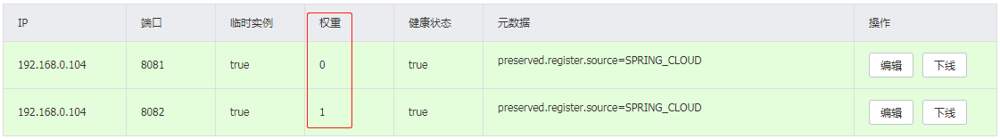 IP 端口 临时实例 权重 健康状态 元数据 操作
192.168.0.104 8081 true 0 true preserved.register.source=SPRING_CLOUD 编辑 下线
192.168.0.104 8082 true 1 true preserved.register.source=SPRING_CLOUD 编辑 下线